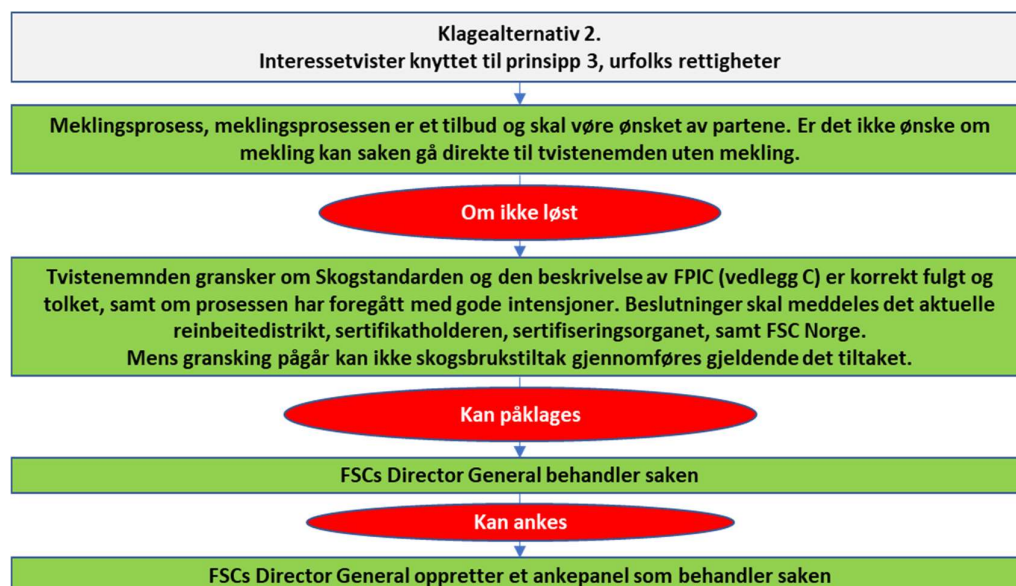 Klagealternativ 2.
Interessetvister knyttet til prinsipp 3, urfolks rettigheter
Meklingsprosess, meklingsprosessen er et tilbud og skal vøre ønsket av partene. Er det ikke ønske om
mekling kan saken gå direkte til tvistenemden uten mekling.
Om ikke løst
Tvistenemnden gransker om Skogstandarden og den beskrivelse av FPIC (vedlegg C) er korrekt fulgt og
tolket, samt om prosessen har foregått med gode intensjoner. Beslutninger skal meddeles det aktuelle
reinbeitedistrikt, sertifikatholderen, sertifiseringsorganet, samt FSC Norge.
Mens gransking pågår kan ikke skogsbrukstiltak gjennomføres gjeldende det tiltaket.
Kan påklages
FSCs Director General behandler saken
Kan ankes
FSCs Director General oppretter et ankepanel som behandler saken